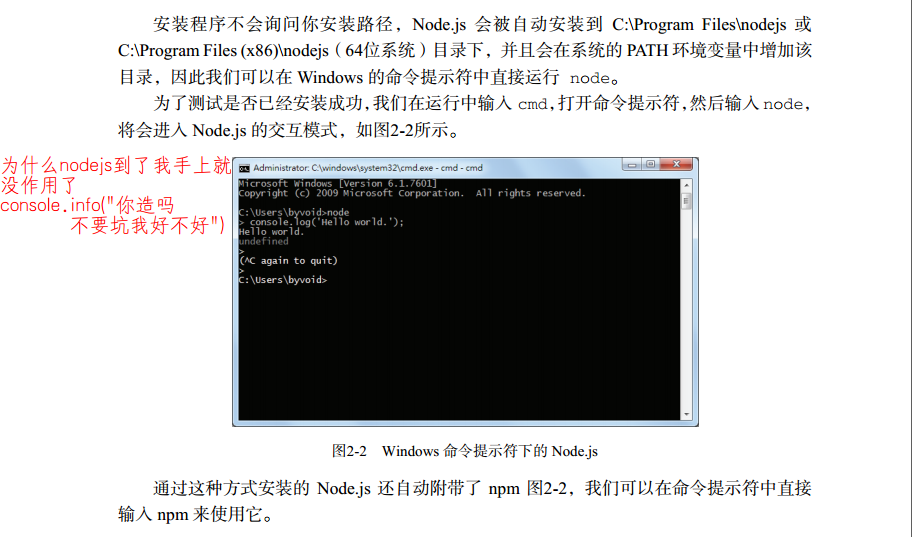 安装程序不会询问你安装路径，Node.js 会被自动安装到 C:\Program Files\nodejs 或
C:\Program Files (x86)\nodejs（64位系统）目录下，并且会在系统的 PATH 环境变量中增加该
目录，因此我们可以在 Windows 的命令提示符中直接运行 node。
为了测试是否已经安装成功，我们在运行中输入 cmd，打开命令提示符，然后输入 node，
将会进入 Node.js 的交互模式，如图2-2所示。
为什么nodejs到了我手上就
没作用了
console.info("你造吗
不要坑我好不好")
Administrator: C:\windows\system32\cmd.exe - cmd - cmd
Microsoft Windows [Version 6.1.7601]
Copyright (c) 2009 Microsoft Corporation.  All rights reserved.
C:\Users\byvoid>node
> console.log('Hello world.');
Hello world.
undefined
>
(^C again to quit)
>
C:\Users\byvoid>
图2-2 Windows 命令提示符下的 Node.js
通过这种方式安装的 Node.js 还自动附带了 npm 图2-2，我们可以在命令提示符中直接
输入 npm 来使用它。